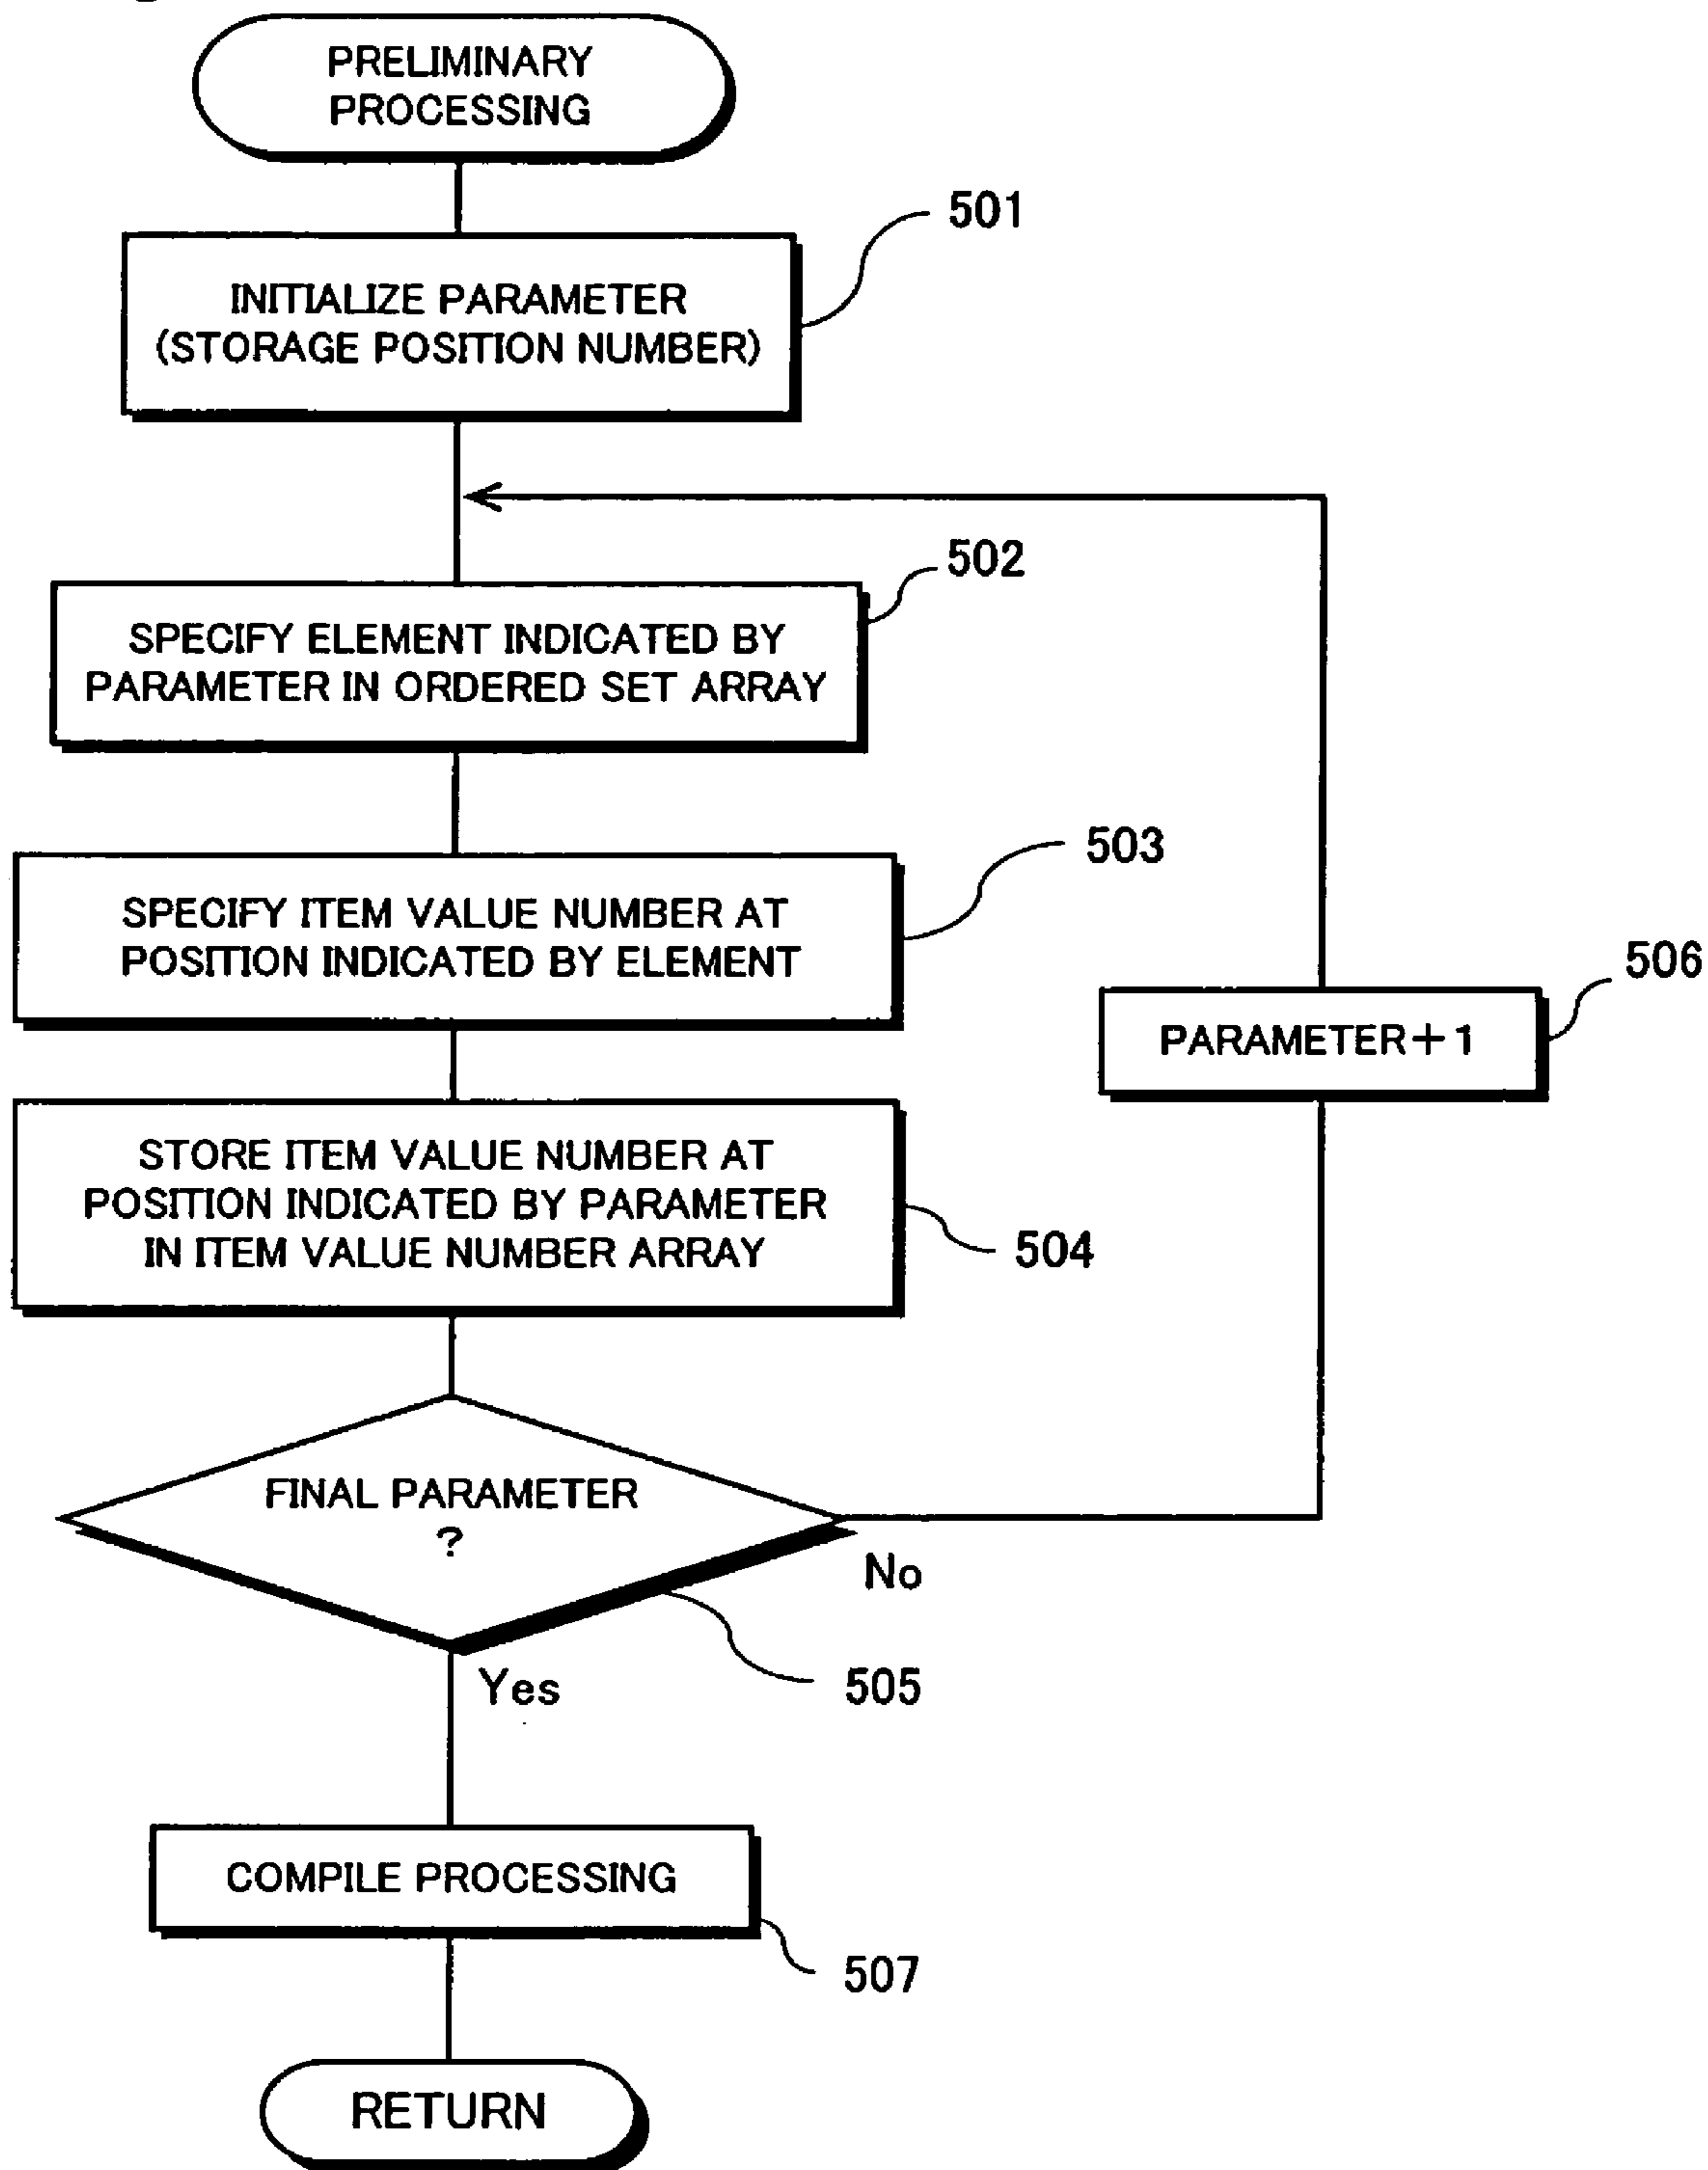 PRELIMINARY
PROCESSING
501
INITIALIZE PARAMETER
(STORAGE POSITION NUMBER)
502
SPECIFY ELEMENT INDICATED BY
PARAMETER IN ORDERED SET ARRAY
503
SPECIFY ITEM VALUE NUMBER AT
POSITION INDICATED BY ELEMENT
506
PARAMETER+1
STORE ITEM VALUE NUMBER AT
POSITION INDICATED BY PARAMETER
IN ITEM VALUE NUMBER ARRAY
504
FINAL PARAMETER
?
No
Yes
505
COMPILE PROCESSING
507
RETURN